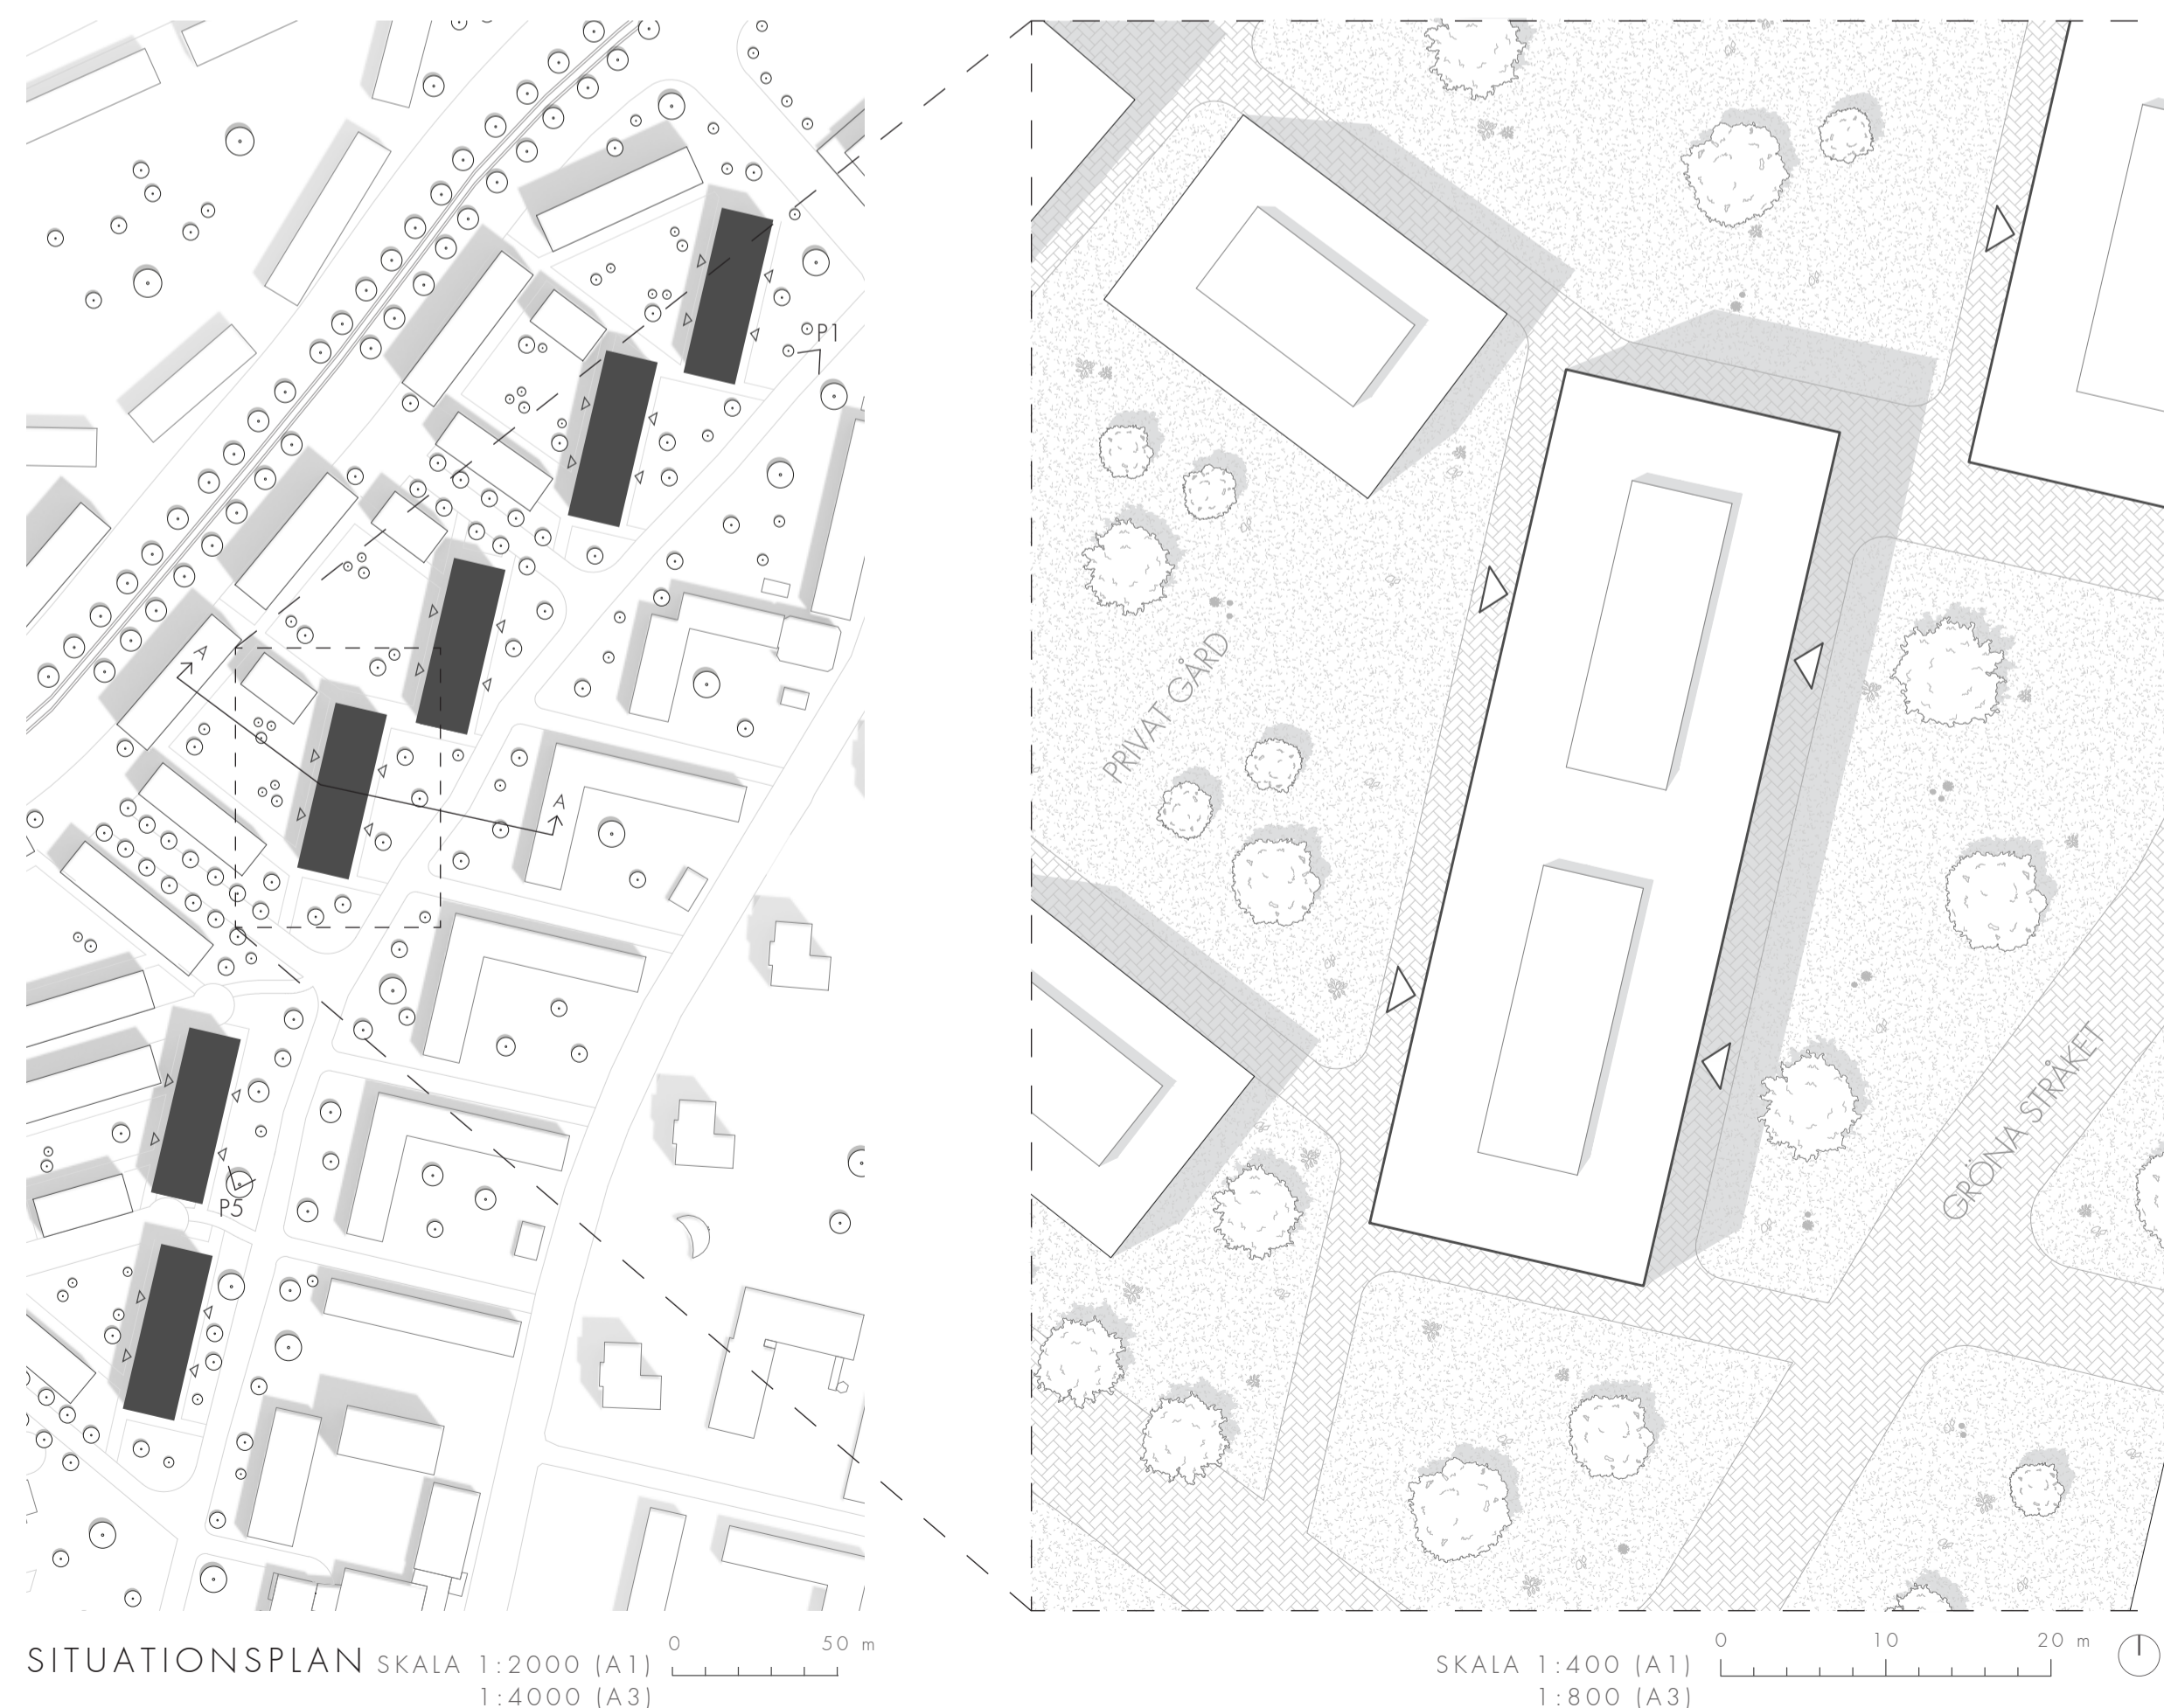 P1
A
A
P5
PRIVAT GÅRD
GRÖNA STRÅKET
SITUATIONSPLAN
SKALA 1:2000 (A1)
1:4000 (A3)
0 50 m
SKALA 1:400 (A1)
1:800 (A3)
0 10 20 m